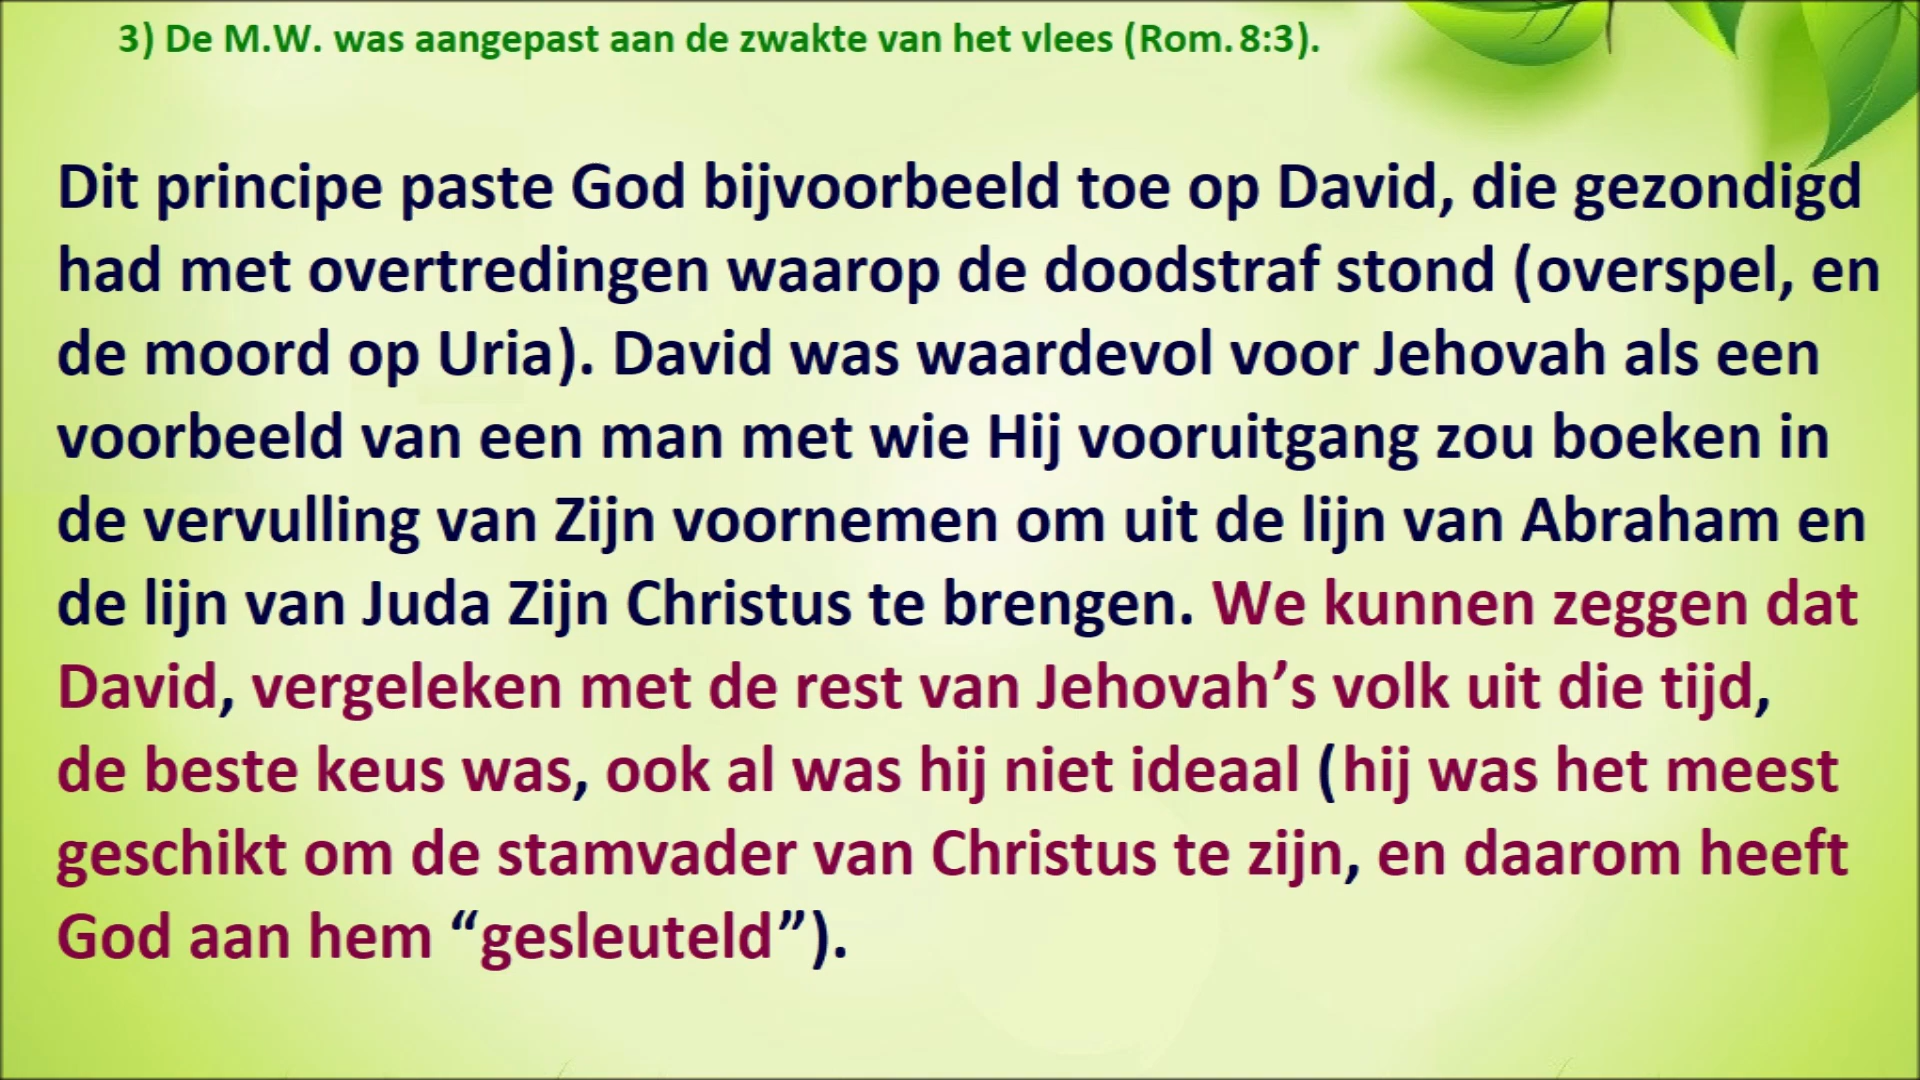 3) De M.W. was aangepast aan de zwakte van het vlees (Rom. 8:3).
Dit principe paste God bijvoorbeeld toe op David, die gezondigd
had met overtredingen waarop de doodstraf stond (overspel, en
de moord op Uria). David was waardevol voor Jehovah als een
voorbeeld van een man met wie Hij vooruitgang zou boeken in
de vervulling van Zijn voornemen om uit de lijn van Abraham en
de lijn van Juda Zijn Christus te brengen. We kunnen zeggen dat
David, vergeleken met de rest van Jehovah’s volk uit die tijd,
de beste keus was, ook al was hij niet ideaal (hij was het meest
geschikt om de stamvader van Christus te zijn, en daarom heeft
God aan hem “gesleuteld”).